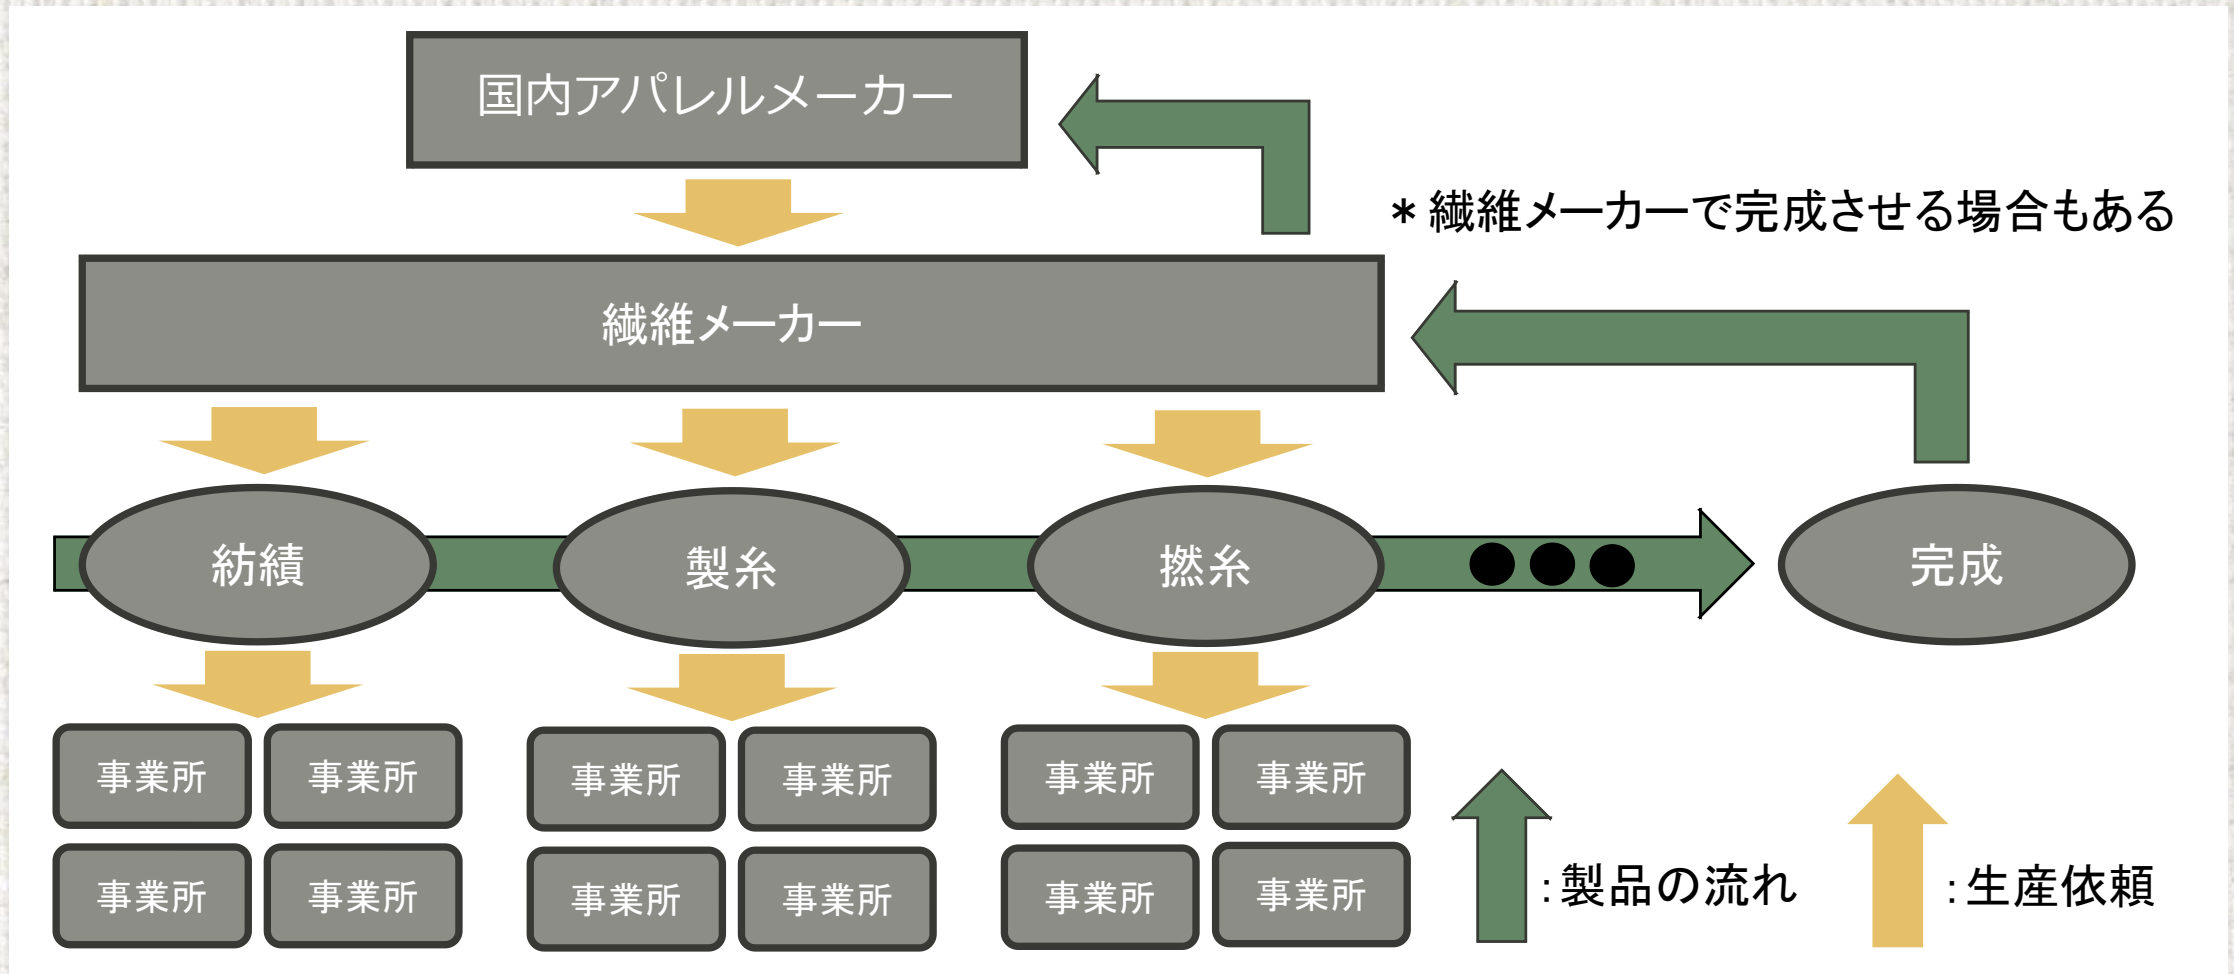 国内アパレルメーカー
*繊維メーカーで完成させる場合もある
繊維メーカー
紡績
製糸
撚糸
完成
事業所 事業所
事業所 事業所
事業所 事業所
事業所 事業所
事業所 事業所
事業所 事業所
:製品の流れ
:生産依頼